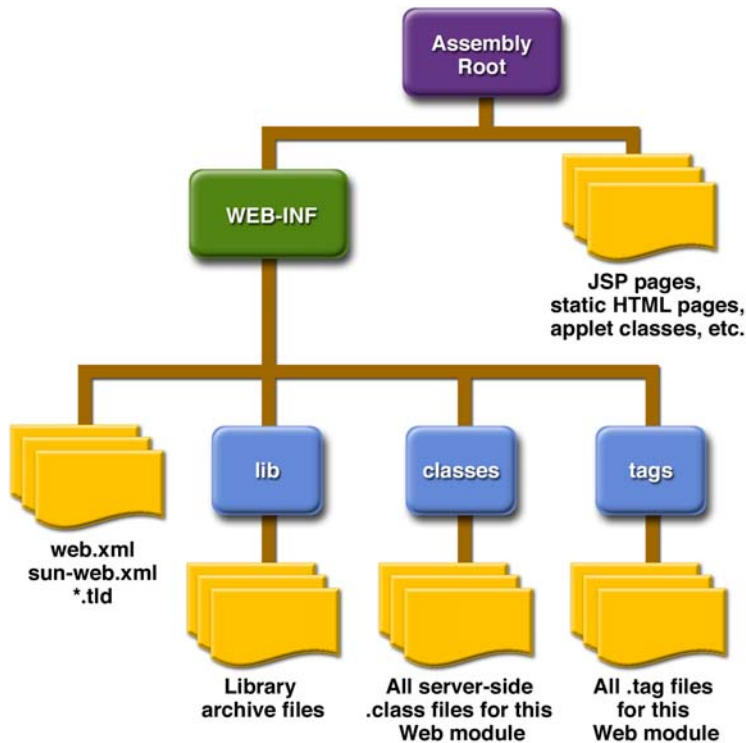 Assembly
Root
WEB-INF
JSP pages,
static HTML pages,
applet classes, etc.
lib
classes
tags
web.xml
sun-web.xml
*.tld
Library
archive files
All server-side
.class files for this
Web module
All .tag files
for this
Web module